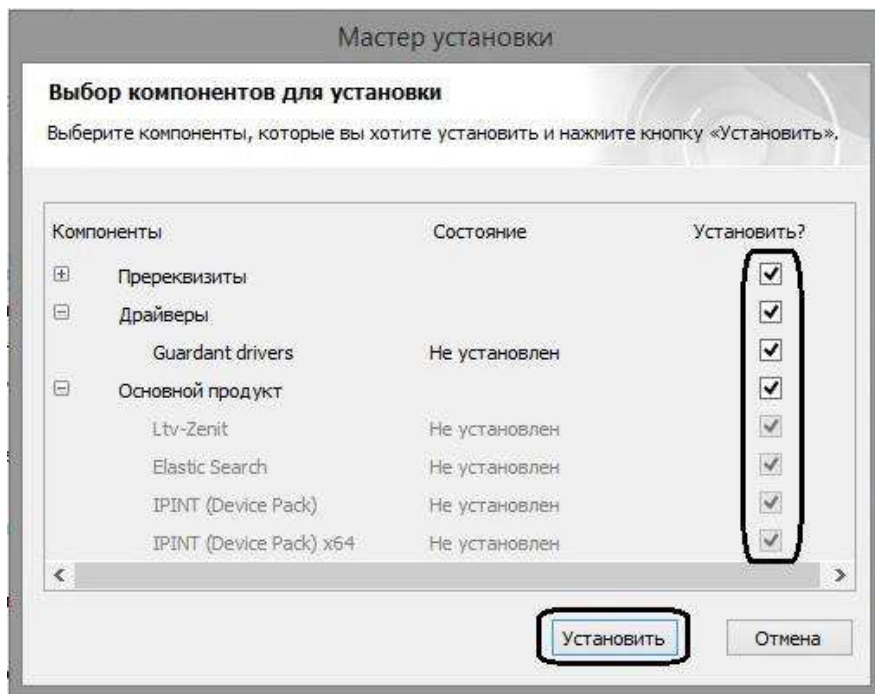 Мастер установки
Выбор компонентов для установки
Выберите компоненты, которые вы хотите установить и нажмите кнопку «Установить».
Компоненты Состояние Установить?
Пререквизиты
Драйверы
Guardant drivers Не установлен
Основной продукт
Ltv-Zenit Не установлен
Elastic Search Не установлен
IPINT (Device Pack) Не установлен
IPINT (Device Pack) x64 Не установлен
Установить Отмена